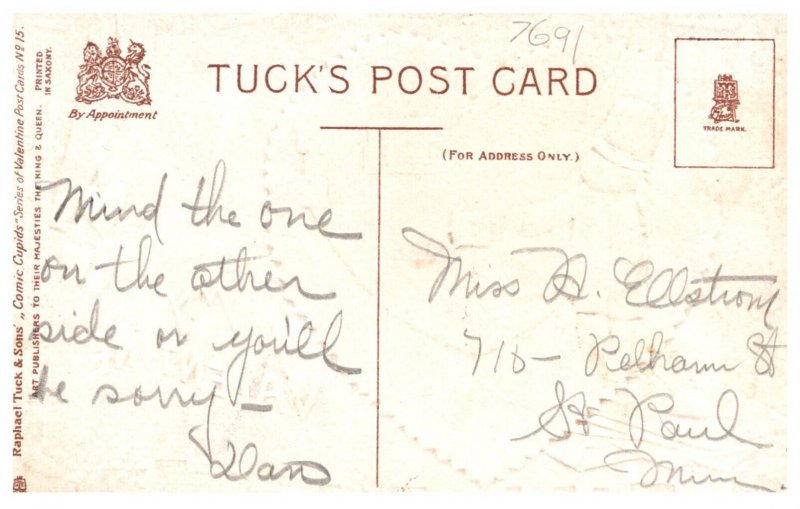 7691
TUCK'S POST CARD
By Appointment
(FOR ADDRESS ONLY.)
TRADE MARK.
Raphael Tuck & Sons' „Comic Cupids" Series of Valentine Post Cards Nº 15.
ART PUBLISHERS TO THEIR MAJESTIES THE KING & QUEEN.
PRINTED
IN SAXONY.
Mind the one
on the other
side or you'll
be sorry –
Miss H. Ellstrom
710 – Pelham St
St Paul
Minn.